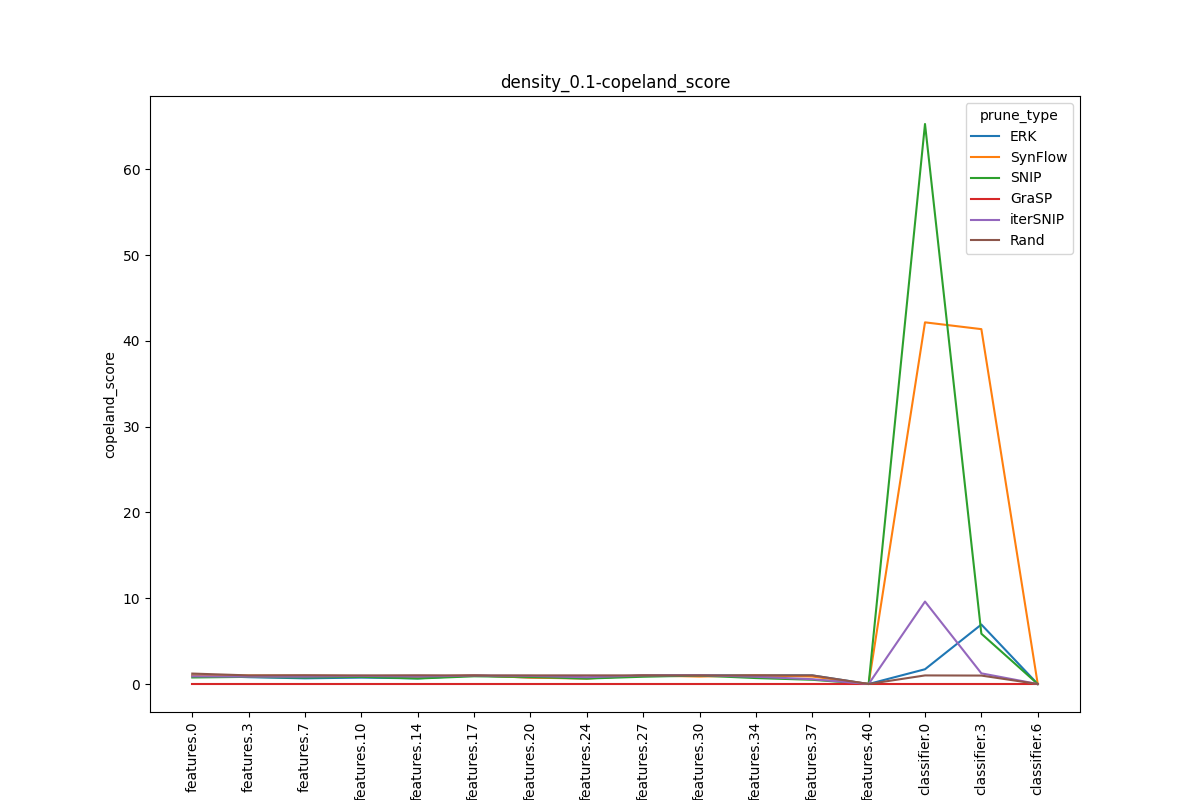 density_0.1-copeland_score
prune_type
ERK
SynFlow
SNIP
GraSP
iterSNIP
Rand
copeland_score
60
50
40
30
20
10
0
features.0
features.3
features.7
features.10
features.14
features.17
features.20
features.24
features.27
features.30
features.34
features.37
features.40
classifier.0
classifier.3
classifier.6